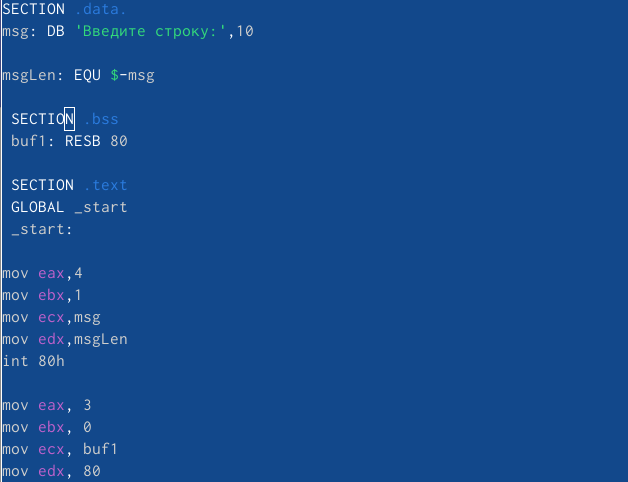 SECTION .data.
msg: DB 'Введите строку:',10
msgLen: EQU $-msg
SECTION .bss
buf1: RESB 80
SECTION .text
GLOBAL _start
_start:
mov eax,4
mov ebx,1
mov ecx,msg
mov edx,msgLen
int 80h
mov eax, 3
mov ebx, 0
mov ecx, buf1
mov edx, 80